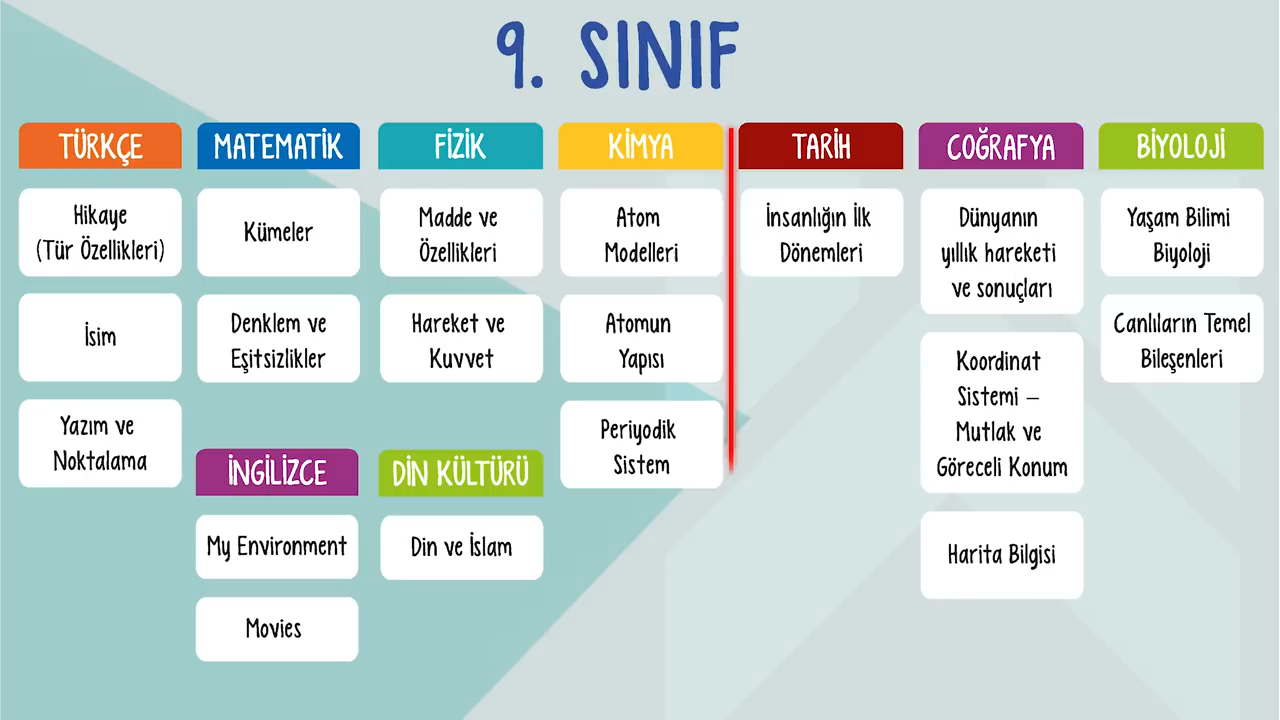 9. SINIF
TÜRKÇE
Hikaye
(Tür Özellikleri)
İsim
Yazım ve
Noktalama
MATEMATİK
Kümeler
Denklem ve
Eşitsizlikler
İNGİLİZCE
My Environment
Movies
FİZİK
Madde ve
Özellikleri
Hareket ve
Kuvvet
DİN KÜLTÜRÜ
Din ve İslam
KİMYA
Atom
Modelleri
Atomun
Yapısı
Periyodik
Sistem
TARİH
İnsanlığın İlk
Dönemleri
COĞRAFYA
Dünyanın
yıllık hareketi
ve sonuçları
Koordinat
Sistemi –
Mutlak ve
Göreceli Konum
Harita Bilgisi
BİYOLOJİ
Yaşam Bilimi
Biyoloji
Canlıların Temel
Bileşenleri